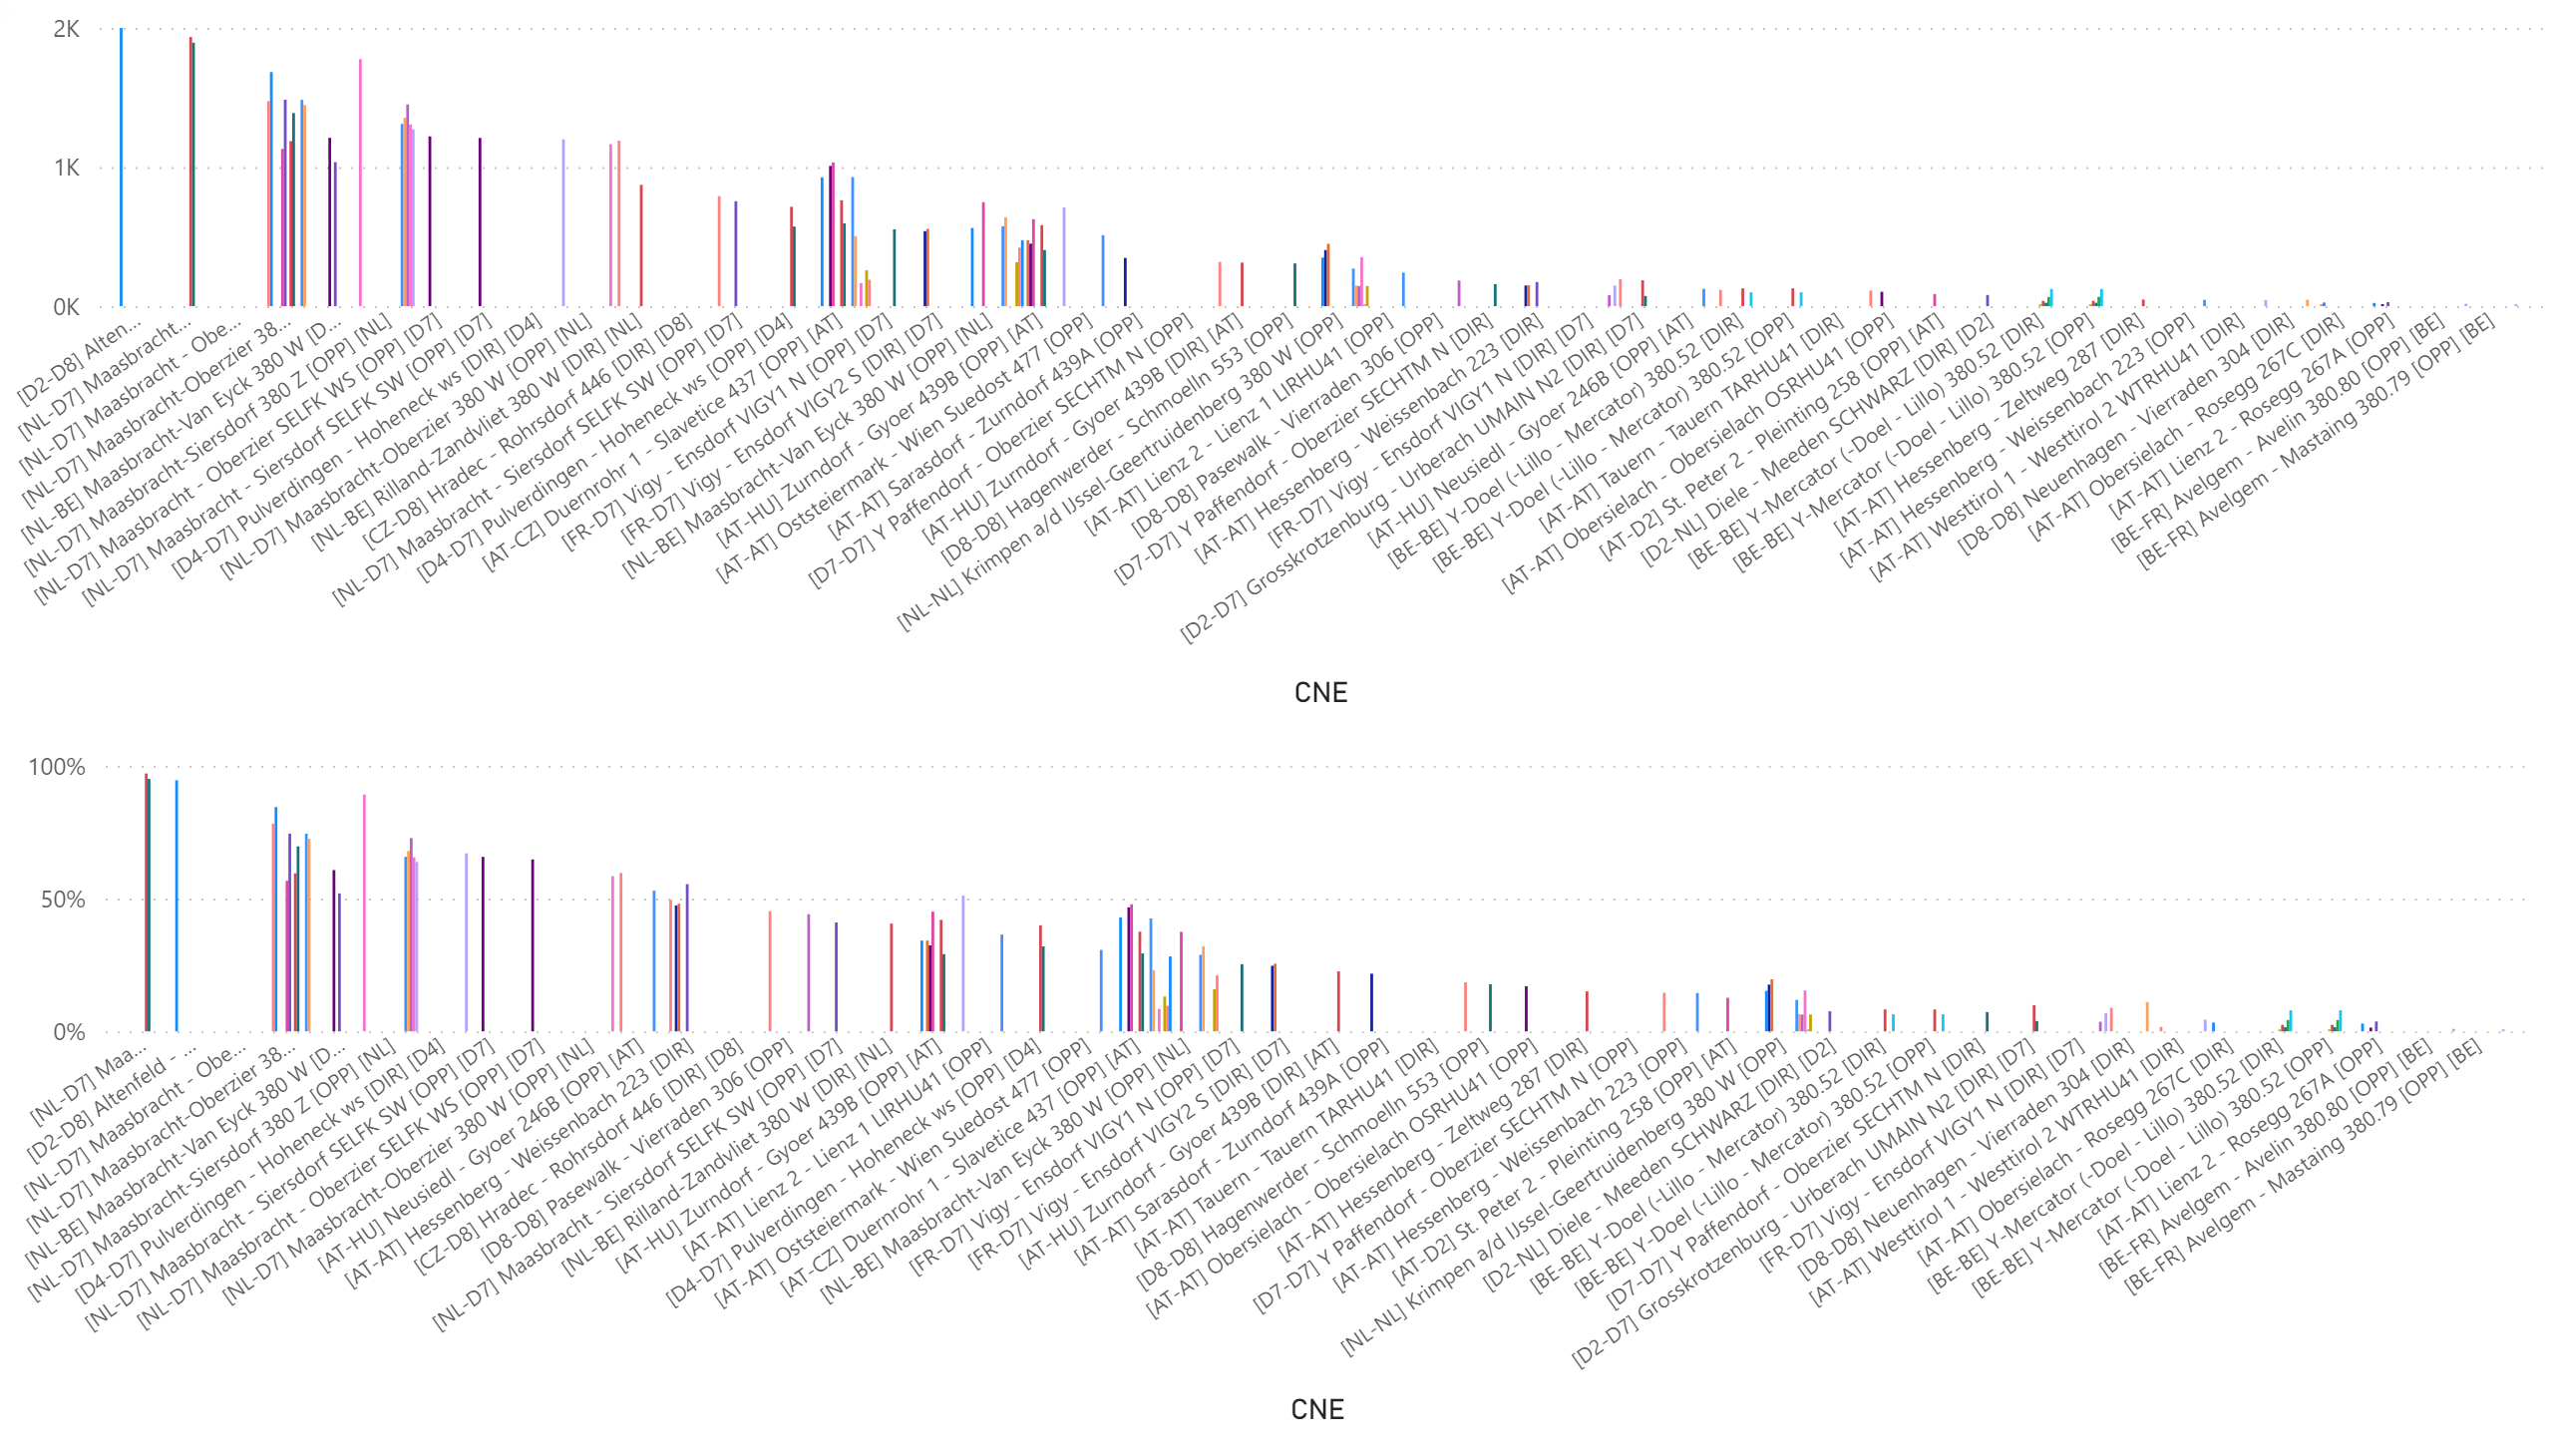 2K
1K
0K
[D2-D8] Alten...
[NL-D7] Maasbracht...
[NL-D7] Maasbracht - Obe...
[NL-D7] Maasbracht-Oberzier 38...
[NL-BE] Maasbracht-Van Eyck 380 W [D...
[NL-D7] Maasbracht-Siersdorf 380 Z [OPP] [NL]
[NL-D7] Maasbracht - Oberzier SELFK WS [OPP] [D7]
[NL-D7] Maasbracht - Siersdorf SELFK SW [OPP] [D7]
[D4-D7] Pulverdingen - Hoheneck ws [DIR] [D4]
[NL-D7] Maasbracht-Oberzier 380 W [OPP] [NL]
[NL-BE] Rilland-Zandvliet 380 W [DIR] [NL]
[CZ-D8] Hradec - Rohrsdorf 446 [DIR] [D8]
[NL-D7] Maasbracht - Siersdorf SELFK SW [OPP] [D7]
[D4-D7] Pulverdingen - Hoheneck ws [OPP] [D4]
[AT-CZ] Duernrohr 1 - Slavetice 437 [OPP] [AT]
[FR-D7] Vigy - Ensdorf VIGY1 N [OPP] [D7]
[FR-D7] Vigy - Ensdorf VIGY2 S [DIR] [D7]
[NL-BE] Maasbracht-Van Eyck 380 W [OPP] [NL]
[AT-HU] Zurndorf - Gyoer 439B [OPP] [AT]
[AT-AT] Oststeiermark - Wien Suedost 477 [OPP]
[AT-AT] Sarasdorf - Zurndorf 439A [OPP]
[D7-D7] Y Paffendorf - Oberzier SECHTM N [OPP]
[AT-HU] Zurndorf - Gyoer 439B [DIR] [AT]
[D8-D8] Hagenwerder - Schmoelln 553 [OPP]
[NL-NL] Krimpen a/d IJssel-Geertruidenberg 380 W [OPP]
[AT-AT] Lienz 2 - Lienz 1 LIRHU41 [OPP]
[D8-D8] Pasewalk - Vierraden 306 [OPP]
[D7-D7] Y Paffendorf - Oberzier SECHTM N [DIR]
[AT-AT] Hessenberg - Weissenbach 223 [DIR]
[FR-D7] Vigy - Ensdorf VIGY1 N [DIR] [D7]
[D2-D7] Grosskrotzenburg - Urberach UMAIN N2 [DIR] [D7]
[AT-HU] Neusiedl - Gyoer 246B [OPP] [AT]
[BE-BE] Y-Doel (-Lillo - Mercator) 380.52 [DIR]
[BE-BE] Y-Doel (-Lillo - Mercator) 380.52 [OPP]
[AT-AT] Tauern - Tauern TARHU41 [DIR]
[AT-AT] Obersielach - Obersielach OSRHU41 [OPP]
[AT-D2] St. Peter 2 - Pleinting 258 [OPP] [AT]
[D2-NL] Diele - Meeden SCHWARZ [DIR] [D2]
[BE-BE] Y-Mercator (-Doel - Lillo) 380.52 [DIR]
[BE-BE] Y-Mercator (-Doel - Lillo) 380.52 [OPP]
[AT-AT] Hessenberg - Zeltweg 287 [DIR]
[AT-AT] Hessenberg - Weissenbach 223 [OPP]
[AT-AT] Westtirol 1 - Westtirol 2 WTRHU41 [DIR]
[D8-D8] Neuenhagen - Vierraden 304 [DIR]
[AT-AT] Obersielach - Rosegg 267C [DIR]
[AT-AT] Lienz 2 - Rosegg 267A [OPP]
[BE-FR] Avelgem - Avelin 380.80 [OPP] [BE]
[BE-FR] Avelgem - Mastaing 380.79 [OPP] [BE]
CNE
100%
50%
0%
[NL-D7] Maa...
[D2-D8] Altenfeld - ...
[NL-D7] Maasbracht - Obe...
[NL-D7] Maasbracht-Oberzier 38...
[NL-BE] Maasbracht-Van Eyck 380 W [D...
[NL-D7] Maasbracht-Siersdorf 380 Z [OPP] [NL]
[D4-D7] Pulverdingen - Hoheneck ws [DIR] [D4]
[NL-D7] Maasbracht - Siersdorf SELFK SW [OPP] [D7]
[NL-D7] Maasbracht - Oberzier SELFK WS [OPP] [D7]
[NL-D7] Maasbracht-Oberzier 380 W [OPP] [NL]
[AT-HU] Neusiedl - Gyoer 246B [OPP] [AT]
[AT-AT] Hessenberg - Weissenbach 223 [DIR]
[CZ-D8] Hradec - Rohrsdorf 446 [DIR] [D8]
[D8-D8] Pasewalk - Vierraden 306 [OPP]
[NL-D7] Maasbracht - Siersdorf SELFK SW [OPP] [D7]
[NL-BE] Rilland-Zandvliet 380 W [DIR] [NL]
[AT-HU] Zurndorf - Gyoer 439B [OPP] [AT]
[AT-AT] Lienz 2 - Lienz 1 LIRHU41 [OPP]
[D4-D7] Pulverdingen - Hoheneck ws [OPP] [D4]
[AT-AT] Oststeiermark - Wien Suedost 477 [OPP]
[AT-CZ] Duernrohr 1 - Slavetice 437 [OPP] [AT]
[NL-BE] Maasbracht-Van Eyck 380 W [OPP] [NL]
[FR-D7] Vigy - Ensdorf VIGY1 N [OPP] [D7]
[FR-D7] Vigy - Ensdorf VIGY2 S [DIR] [D7]
[AT-HU] Zurndorf - Gyoer 439B [DIR] [AT]
[AT-AT] Sarasdorf - Zurndorf 439A [OPP]
[AT-AT] Tauern - Tauern TARHU41 [DIR]
[D8-D8] Hagenwerder - Schmoelln 553 [OPP]
[AT-AT] Obersielach - Obersielach OSRHU41 [OPP]
[AT-AT] Hessenberg - Zeltweg 287 [DIR]
[D7-D7] Y Paffendorf - Oberzier SECHTM N [OPP]
[AT-AT] Hessenberg - Weissenbach 223 [OPP]
[AT-D2] St. Peter 2 - Pleinting 258 [OPP] [AT]
[NL-NL] Krimpen a/d IJssel-Geertruidenberg 380 W [OPP]
[D2-NL] Diele - Meeden SCHWARZ [DIR] [D2]
[BE-BE] Y-Doel (-Lillo - Mercator) 380.52 [DIR]
[BE-BE] Y-Doel (-Lillo - Mercator) 380.52 [OPP]
[D7-D7] Y Paffendorf - Oberzier SECHTM N [DIR]
[D2-D7] Grosskrotzenburg - Urberach UMAIN N2 [DIR] [D7]
[FR-D7] Vigy - Ensdorf VIGY1 N [DIR] [D7]
[D8-D8] Neuenhagen - Vierraden 304 [DIR]
[AT-AT] Westtirol 1 - Westtirol 2 WTRHU41 [DIR]
[AT-AT] Obersielach - Rosegg 267C [DIR]
[BE-BE] Y-Mercator (-Doel - Lillo) 380.52 [DIR]
[BE-BE] Y-Mercator (-Doel - Lillo) 380.52 [OPP]
[AT-AT] Lienz 2 - Rosegg 267A [OPP]
[BE-FR] Avelgem - Avelin 380.80 [OPP] [BE]
[BE-FR] Avelgem - Mastaing 380.79 [OPP] [BE]
CNE